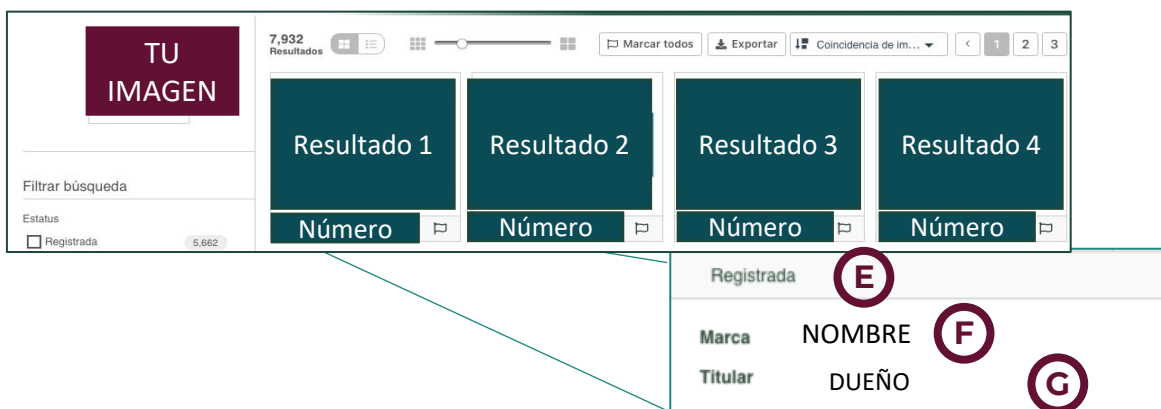 TU
IMAGEN
7,932
Resultados
Marcar todos
Exportar
Coincidencia de im...
1 2 3
Resultado 1 Resultado 2 Resultado 3 Resultado 4
Filtrar búsqueda
Estatus
Número Número Número Número
Registrada 5,662
Registrada E
Marca NOMBRE F
Titular DUEÑO G